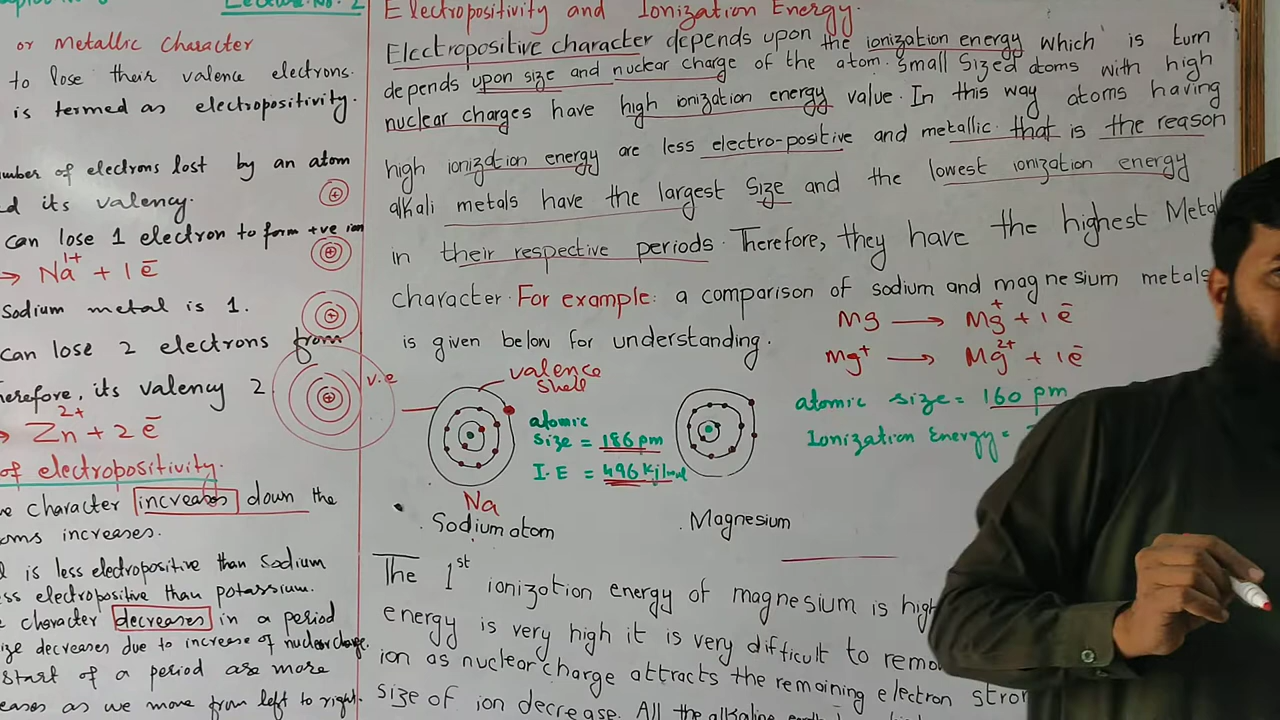 Lecture No. 2
or Metallic Character
to lose their valence electrons.
is termed as electropositivity.
number of electrons lost by an atom
its valency.
can lose 1 electron to form +ve ion
→ Na¹⁺ + 1ē
Sodium metal is 1.
can lose 2 electrons from
Therefore, its valency 2
→ Zn²⁺ + 2ē
of electropositivity.
character increases down the
increases.
is less electropositive than Sodium
electropositive than potassium.
character decreases in a period
decreases due to increase of nuclear charge.
start of a period are more
as we move from left to right.
v.e
Electropositivity and Ionization Energy.
Electropositive character depends upon the ionization energy which is turn
depends upon size and nuclear charge of the atom. Small Sized atoms with high
nuclear charges have high ionization energy value. In this way atoms having
high ionization energy are less electro-positive and metallic. that is the reason
alkali metals have the largest Size and the lowest ionization energy
in their respective periods. Therefore, they have the highest Metal
character. For example: a comparison of sodium and magnesium metals
is given below for understanding.
Mg → Mg⁺ + 1ē
Mg⁺ → Mg²⁺ + 1ē
valence
Shell
atomic
size = 186 pm
I.E = 496 KJ/mol
atomic size = 160 pm
Ionization Energy =
Na
Sodium atom
Magnesium
The 1st ionization energy of magnesium is high
energy is very high it is very difficult to remo
ion as nuclear charge attracts the remaining electron stron
size of ion decrease. All the alkaline